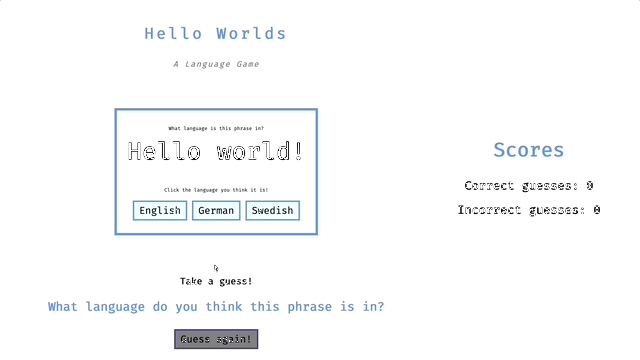 Hello Worlds
A Language Game
What language is this phrase in?
Hello world!
Click the language you think it is!
English German Swedish
Take a guess!
What language do you think this phrase is in?
Guess again!
Scores
Correct guesses: 0
Incorrect guesses: 0